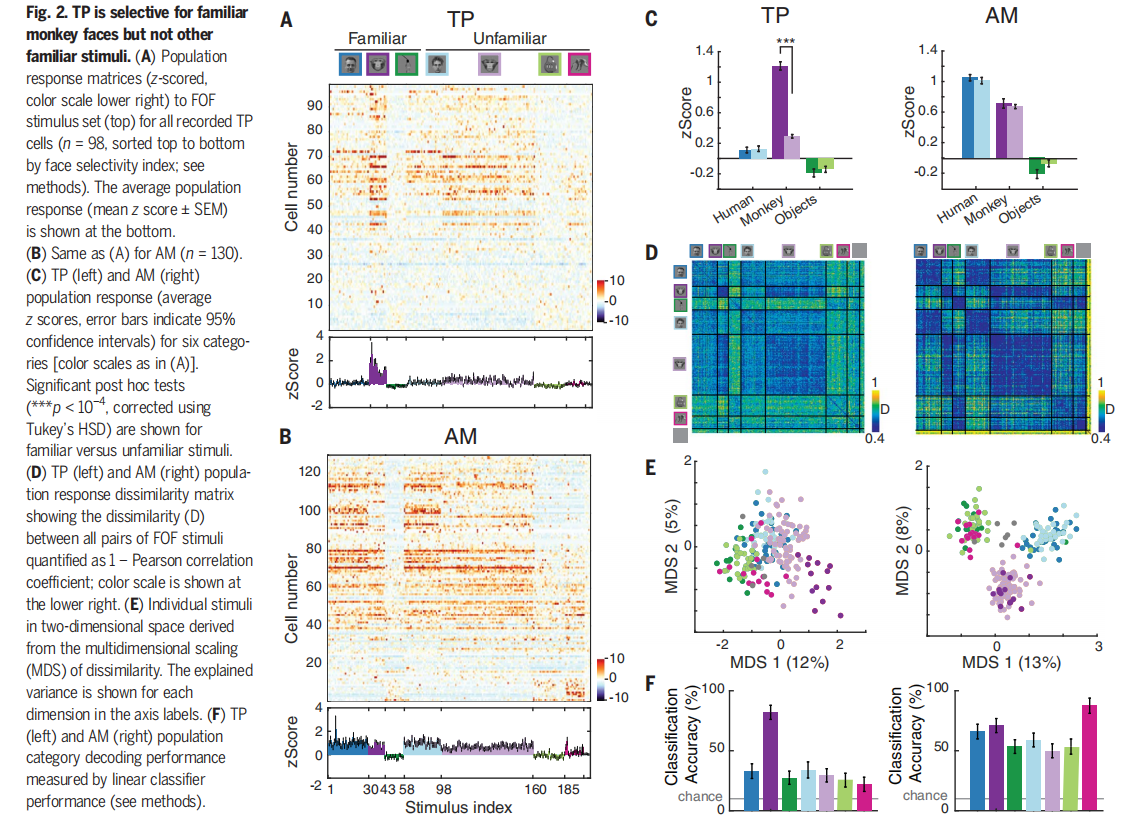 Fig. 2. TP is selective for familiar
monkey faces but not other
familiar stimuli. (A) Population
response matrices (z-scored,
color scale lower right) to FOF
stimulus set (top) for all recorded TP
cells (n = 98, sorted top to bottom
by face selectivity index; see
methods). The average population
response (mean z score ± SEM)
is shown at the bottom.
(B) Same as (A) for AM (n = 130).
(C) TP (left) and AM (right)
population response (average
z scores, error bars indicate 95%
confidence intervals) for six catego-
ries [color scales as in (A)].
Significant post hoc tests
(***p < 10–4, corrected using
Tukey's HSD) are shown for
familiar versus unfamiliar stimuli.
(D) TP (left) and AM (right) popula-
tion response dissimilarity matrix
showing the dissimilarity (D)
between all pairs of FOF stimuli
quantified as 1 – Pearson correlation
coefficient; color scale is shown at
the lower right. (E) Individual stimuli
in two-dimensional space derived
from the multidimensional scaling
(MDS) of dissimilarity. The explained
variance is shown for each
dimension in the axis labels. (F) TP
(left) and AM (right) population
category decoding performance
measured by linear classifier
performance (see methods).
A
TP
Familiar
Unfamiliar
Cell number
90
80
70
60
50
40
30
20
10
10
0
-10
zScore
4
2
0
-2
B
AM
Cell number
120
100
80
60
40
20
10
0
-10
zScore
4
2
0
-2
1 30 43 58 98 160 185
Stimulus index
C
TP
zScore
1.4
1
0.6
0.2
-0.2
***
Human
Monkey
Objects
AM
zScore
1.4
1
0.6
0.2
-0.2
Human
Monkey
Objects
D
1
D
0.4
1
D
0.4
E
MDS 2 (5%)
2
0
-2 0 2
MDS 1 (12%)
MDS 2 (8%)
2
0
0 3
MDS 1 (13%)
F
Classification
Accuracy (%)
100
50
chance
0
Classification
Accuracy (%)
100
50
chance
0